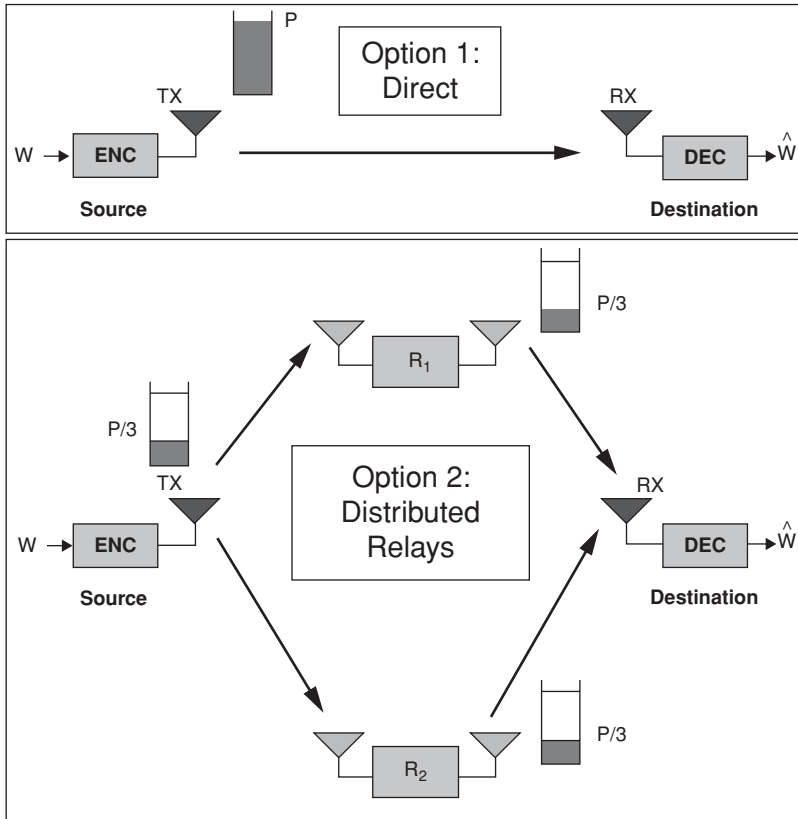 P
Option 1:
Direct
TX
RX
W
ENC
DEC
Ŵ
Source
Destination
P/3
R₁
P/3
Option 2:
Distributed
Relays
TX
RX
W
ENC
DEC
Ŵ
Source
Destination
P/3
R₂